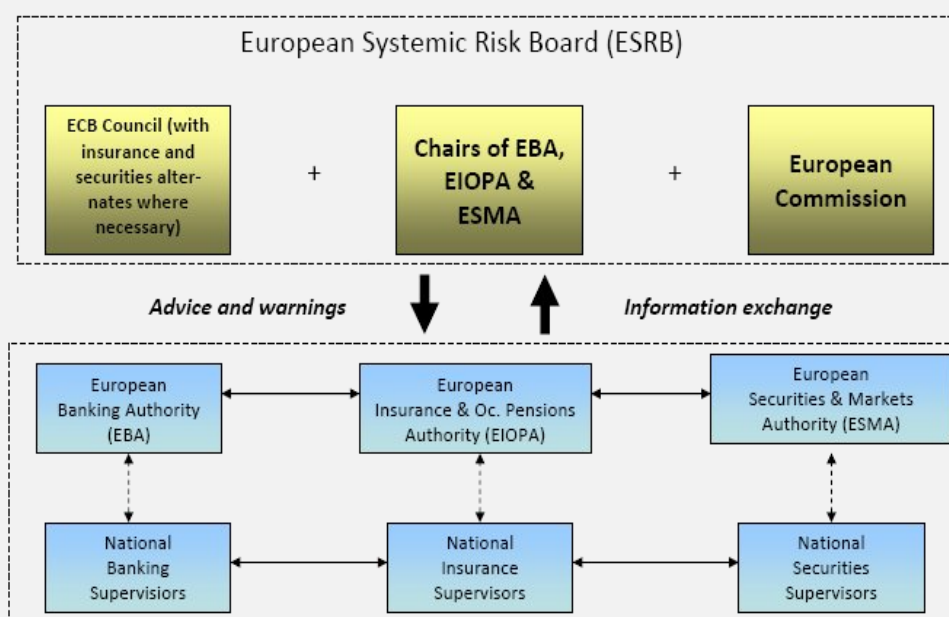 European Systemic Risk Board (ESRB)
ECB Council (with
insurance and
securities alter-
nates where
necessary)
+
Chairs of EBA,
EIOPA &
ESMA
+
European
Commission
Advice and warnings
Information exchange
European
Banking Authority
(EBA)
European
Insurance & Oc. Pensions
Authority (EIOPA)
European
Securities & Markets
Authority (ESMA)
National
Banking
Supervisiors
National
Insurance
Supervisors
National
Securities
Supervisors